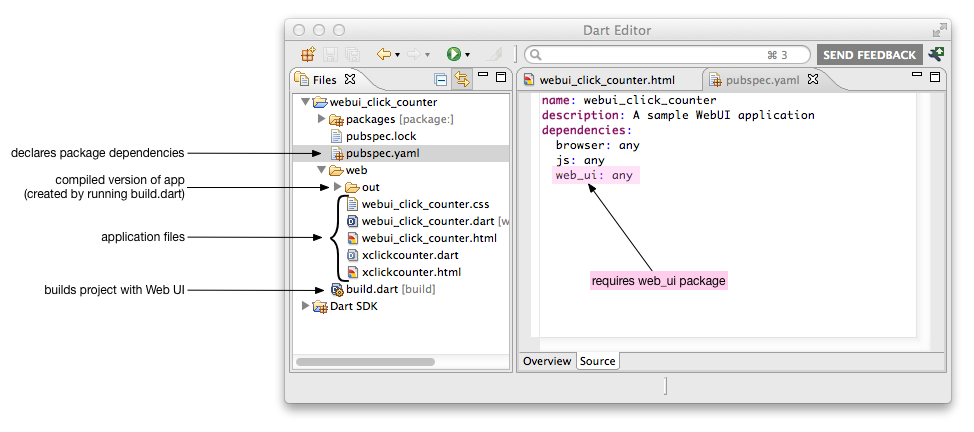 Dart Editor
⌘ 3
SEND FEEDBACK
Files
webui_click_counter
packages [package:]
pubspec.lock
pubspec.yaml
web
out
webui_click_counter.css
webui_click_counter.dart [w
webui_click_counter.html
xclickcounter.dart
xclickcounter.html
build.dart [build]
Dart SDK
declares package dependencies
compiled version of app
(created by running build.dart)
application files
builds project with Web UI
webui_click_counter.html
pubspec.yaml
name: webui_click_counter
description: A sample WebUI application
dependencies:
browser: any
js: any
web_ui: any
requires web_ui package
Overview
Source